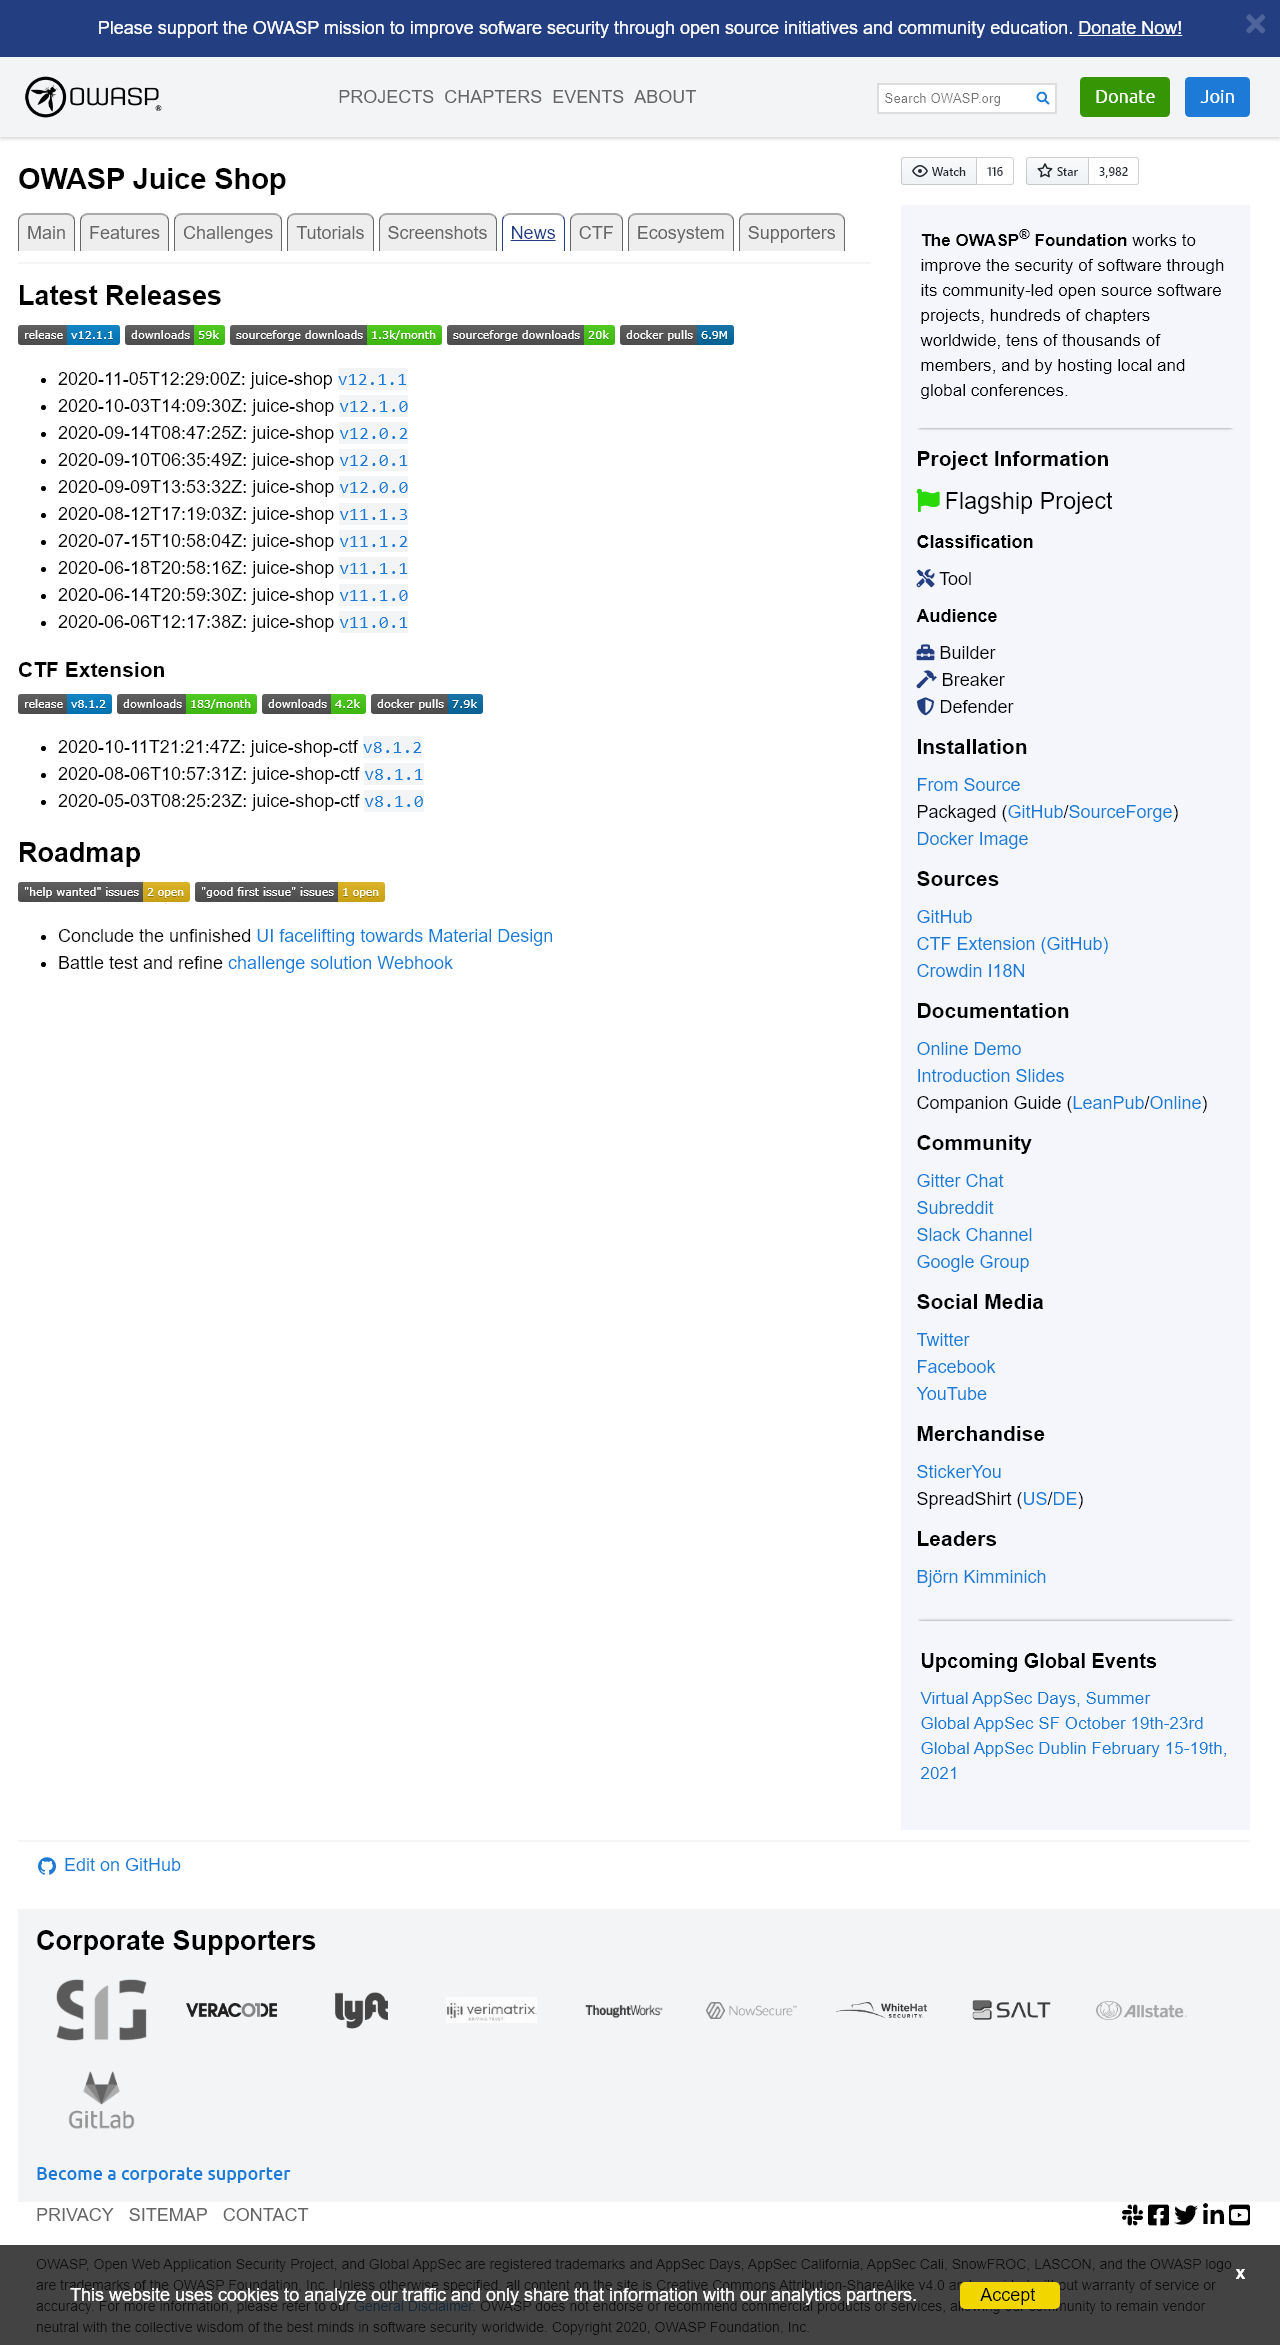 Please support the OWASP mission to improve sofware security through open source initiatives and community education. Donate Now!
OWASP®
PROJECTS CHAPTERS EVENTS ABOUT
Search OWASP.org
Donate
Join
OWASP Juice Shop
Watch 116
Star 3,982
Main Features Challenges Tutorials Screenshots News CTF Ecosystem Supporters
Latest Releases
release v12.1.1 downloads 59k sourceforge downloads 1.3k/month sourceforge downloads 20k docker pulls 6.9M
2020-11-05T12:29:00Z: juice-shop v12.1.1
2020-10-03T14:09:30Z: juice-shop v12.1.0
2020-09-14T08:47:25Z: juice-shop v12.0.2
2020-09-10T06:35:49Z: juice-shop v12.0.1
2020-09-09T13:53:32Z: juice-shop v12.0.0
2020-08-12T17:19:03Z: juice-shop v11.1.3
2020-07-15T10:58:04Z: juice-shop v11.1.2
2020-06-18T20:58:16Z: juice-shop v11.1.1
2020-06-14T20:59:30Z: juice-shop v11.1.0
2020-06-06T12:17:38Z: juice-shop v11.0.1
CTF Extension
release v8.1.2 downloads 183/month downloads 4.2k docker pulls 7.9k
2020-10-11T21:21:47Z: juice-shop-ctf v8.1.2
2020-08-06T10:57:31Z: juice-shop-ctf v8.1.1
2020-05-03T08:25:23Z: juice-shop-ctf v8.1.0
Roadmap
"help wanted" issues 2 open "good first issue" issues 1 open
Conclude the unfinished UI facelifting towards Material Design
Battle test and refine challenge solution Webhook
The OWASP® Foundation works to
improve the security of software through
its community-led open source software
projects, hundreds of chapters
worldwide, tens of thousands of
members, and by hosting local and
global conferences.
Project Information
Flagship Project
Classification
Tool
Audience
Builder
Breaker
Defender
Installation
From Source
Packaged (GitHub/SourceForge)
Docker Image
Sources
GitHub
CTF Extension (GitHub)
Crowdin I18N
Documentation
Online Demo
Introduction Slides
Companion Guide (LeanPub/Online)
Community
Gitter Chat
Subreddit
Slack Channel
Google Group
Social Media
Twitter
Facebook
YouTube
Merchandise
StickerYou
SpreadShirt (US/DE)
Leaders
Björn Kimminich
Upcoming Global Events
Virtual AppSec Days, Summer
Global AppSec SF October 19th-23rd
Global AppSec Dublin February 15-19th,
2021
Edit on GitHub
Corporate Supporters
SIG VERACODE lyft verimatrix ThoughtWorks® NowSecure™ WhiteHat SECURITY SALT Allstate
GitLab
Become a corporate supporter
PRIVACY SITEMAP CONTACT
OWASP, Open Web Application Security Project, and Global AppSec are registered trademarks and AppSec Days, AppSec California, AppSec Cali, SnowFROC, LASCON, and the OWASP logo
are trademarks of the OWASP Foundation, Inc. Unless otherwise specified, all content on the site is Creative Commons Attribution-ShareAlike v4.0 warranty of service or
accuracy. For more information, please refer to our General Disclaimer. OWASP does not endorse or recommend commercial products or services, to remain vendor
neutral with the collective wisdom of the best minds in software security worldwide. Copyright 2020, OWASP Foundation, Inc.
This website uses cookies to analyze our traffic and only share that information with our analytics partners.
Accept
x